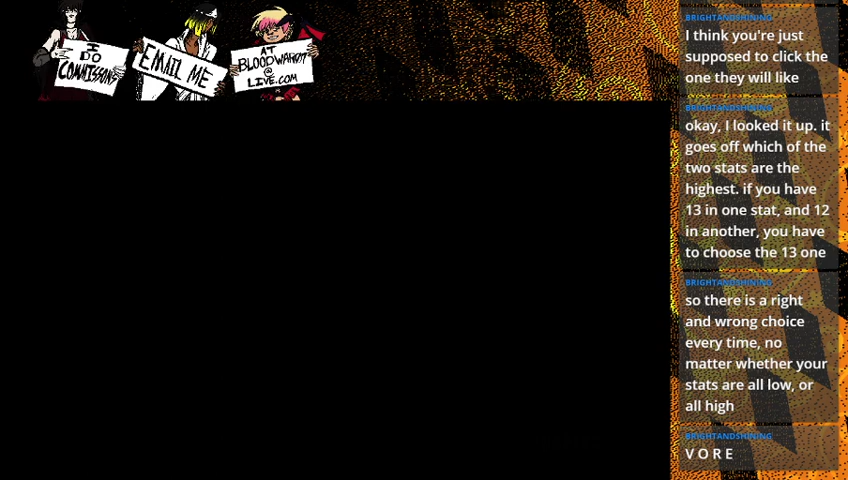 I
DO
COMMISSONS
EMAIL ME
AT
@
LIVE.COM
BRIGHTANDSHINING
I think you're just
supposed to click the
one they will like
BRIGHTANDSHINING
okay, I looked it up. it
goes off which of the
two stats are the
highest. if you have
13 in one stat, and 12
in another, you have
to choose the 13 one
BRIGHTANDSHINING
so there is a right
and wrong choice
every time, no
matter whether your
stats are all low, or
all high
BRIGHTANDSHINING
V O R E